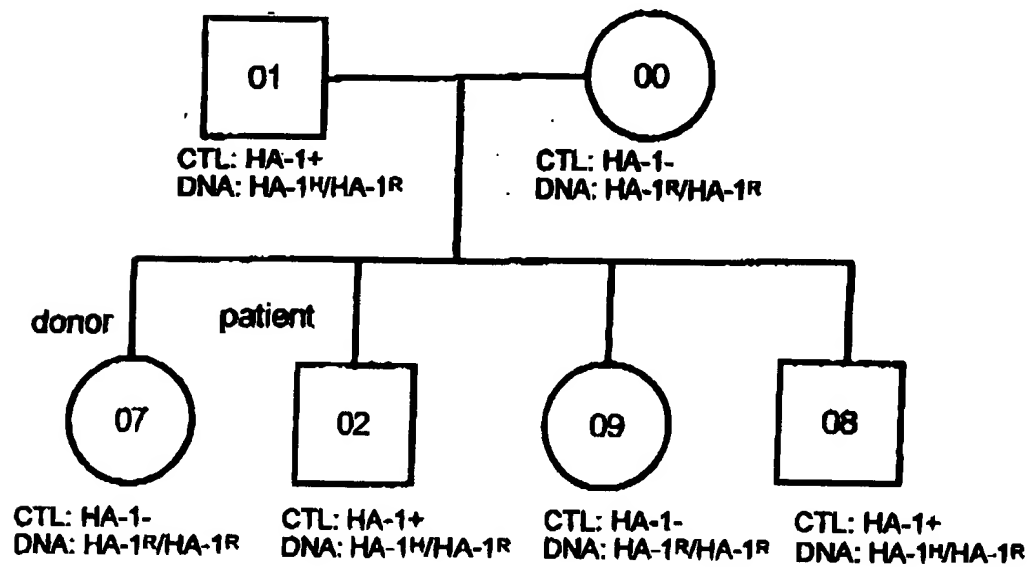 01
00
CTL: HA-1+
DNA: HA-1ᴴ/HA-1ᴿ
CTL: HA-1-
DNA: HA-1ᴿ/HA-1ᴿ
donor
patient
07
02
09
08
CTL: HA-1-
DNA: HA-1ᴿ/HA-1ᴿ
CTL: HA-1+
DNA: HA-1ᴴ/HA-1ᴿ
CTL: HA-1-
DNA: HA-1ᴿ/HA-1ᴿ
CTL: HA-1+
DNA: HA-1ᴴ/HA-1ᴿ